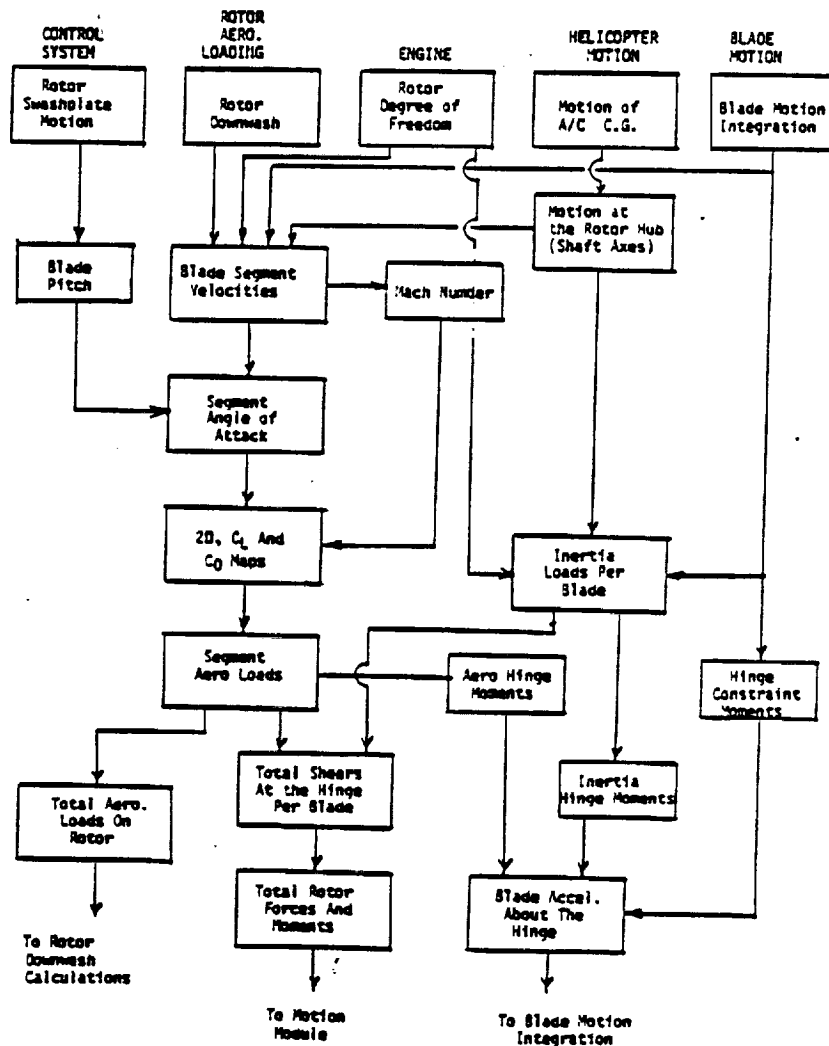 CONTROL
SYSTEM
ROTOR
AERO.
LOADING
ENGINE
HELICOPTER
MOTION
BLADE
MOTION
Rotor
Swashplate
Motion
Rotor
Downwash
Rotor
Degree of
Freedom
Motion of
A/C C.G.
Blade Motion
Integration
Motion at
the Rotor Hub
(Shaft Axes)
Blade
Pitch
Blade Segment
Velocities
Mach Number
Segment
Angle of
Attack
2D, CL And
CD Maps
Inertia
Loads Per
Blade
Segment
Aero Loads
Aero Hinge
Moments
Hinge
Constraint
Moments
Total Aero.
Loads On
Rotor
Total Shears
At the Hinge
Per Blade
Inertia
Hinge Moments
Total Rotor
Forces And
Moments
Blade Accel.
About The
Hinge
To Rotor
Downwash
Calculations
To Motion
Module
To Blade Motion
Integration